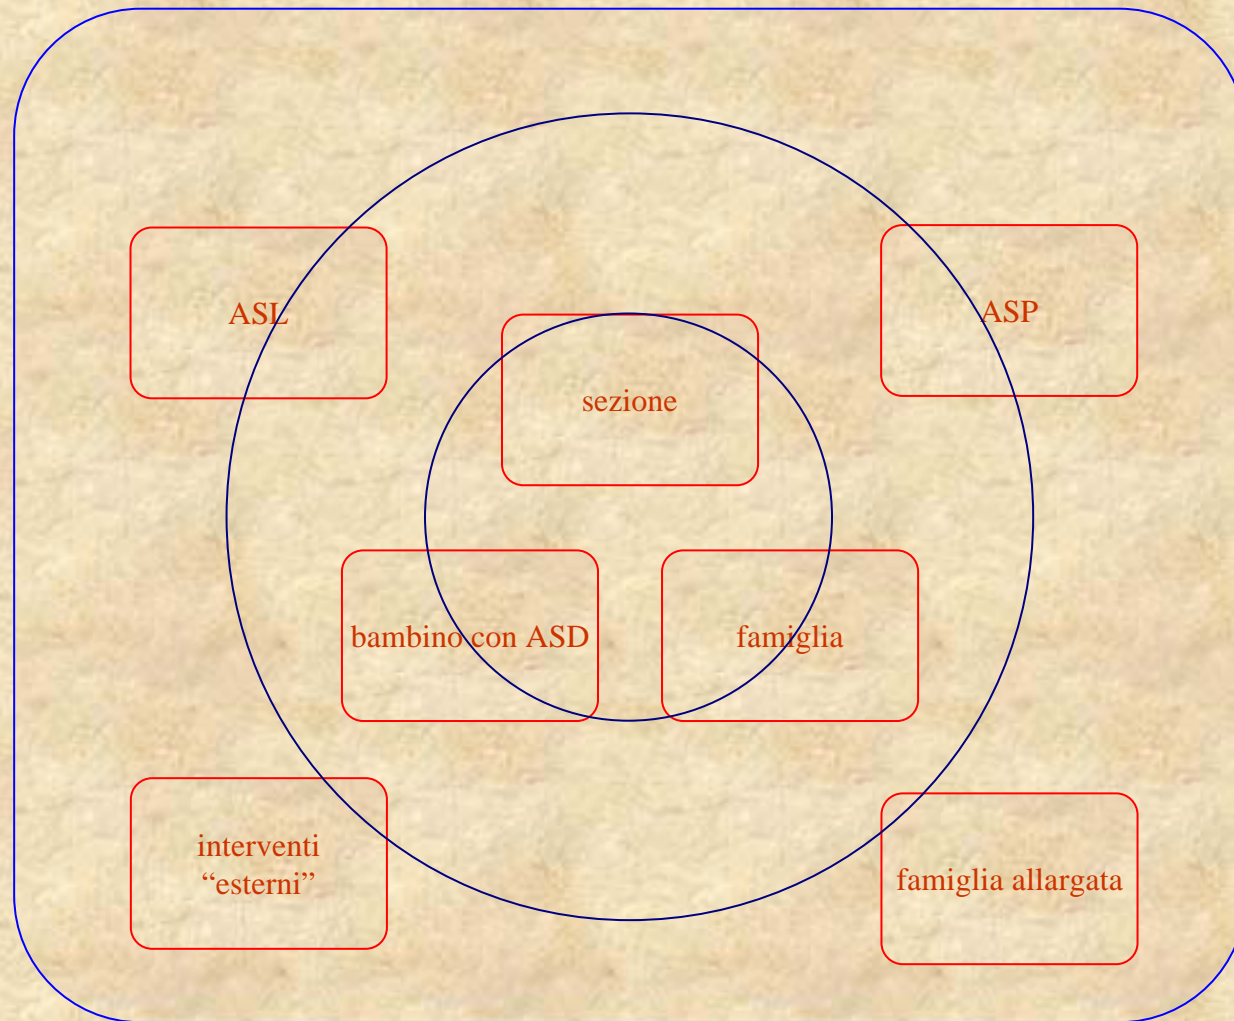 ASL
ASP
sezione
bambino con ASD
famiglia
interventi
“esterni”
famiglia allargata